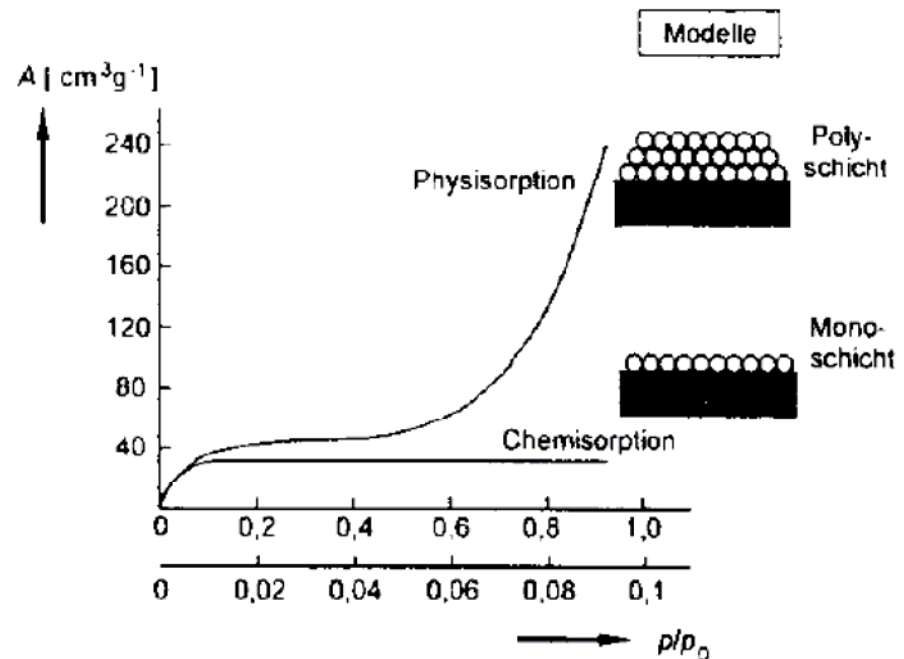 Modelle
A [ cm³g⁻¹]
240
200
160
120
80
40
Physisorption
Poly-
schicht
Mono-
schicht
Chemisorption
0 0,2 0,4 0,6 0,8 1,0
0 0,02 0,04 0,06 0,08 0,1
p/p₀